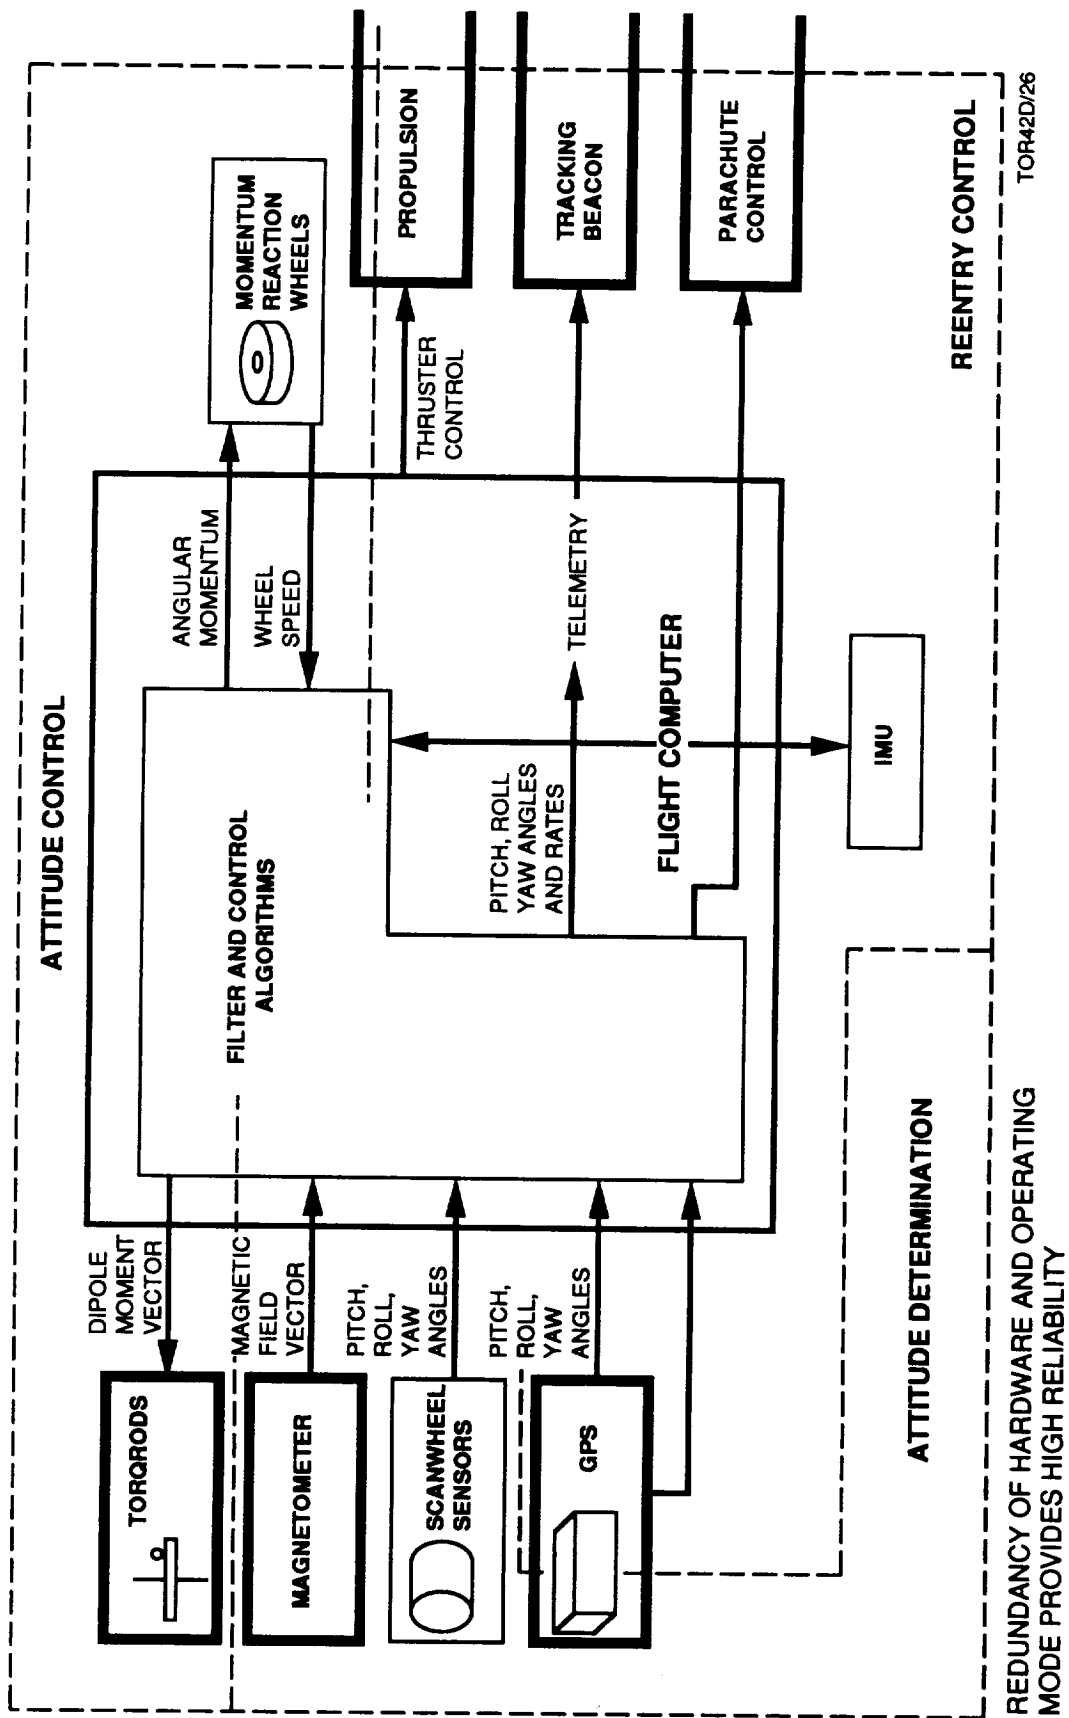 ATTITUDE CONTROL
TORQRODS
DIPOLE
MOMENT
VECTOR
MAGNETOMETER
MAGNETIC
FIELD
VECTOR
SCANWHEEL
SENSORS
PITCH,
ROLL,
YAW
ANGLES
GPS
PITCH,
ROLL,
YAW
ANGLES
FILTER AND CONTROL
ALGORITHMS
ANGULAR
MOMENTUM
WHEEL
SPEED
MOMENTUM
REACTION
WHEELS
THRUSTER
CONTROL
PROPULSION
PITCH, ROLL
YAW ANGLES
AND RATES
TELEMETRY
TRACKING
BEACON
FLIGHT COMPUTER
PARACHUTE
CONTROL
IMU
ATTITUDE DETERMINATION
REENTRY CONTROL
REDUNDANCY OF HARDWARE AND OPERATING
MODE PROVIDES HIGH RELIABILITY
TOR42D/26